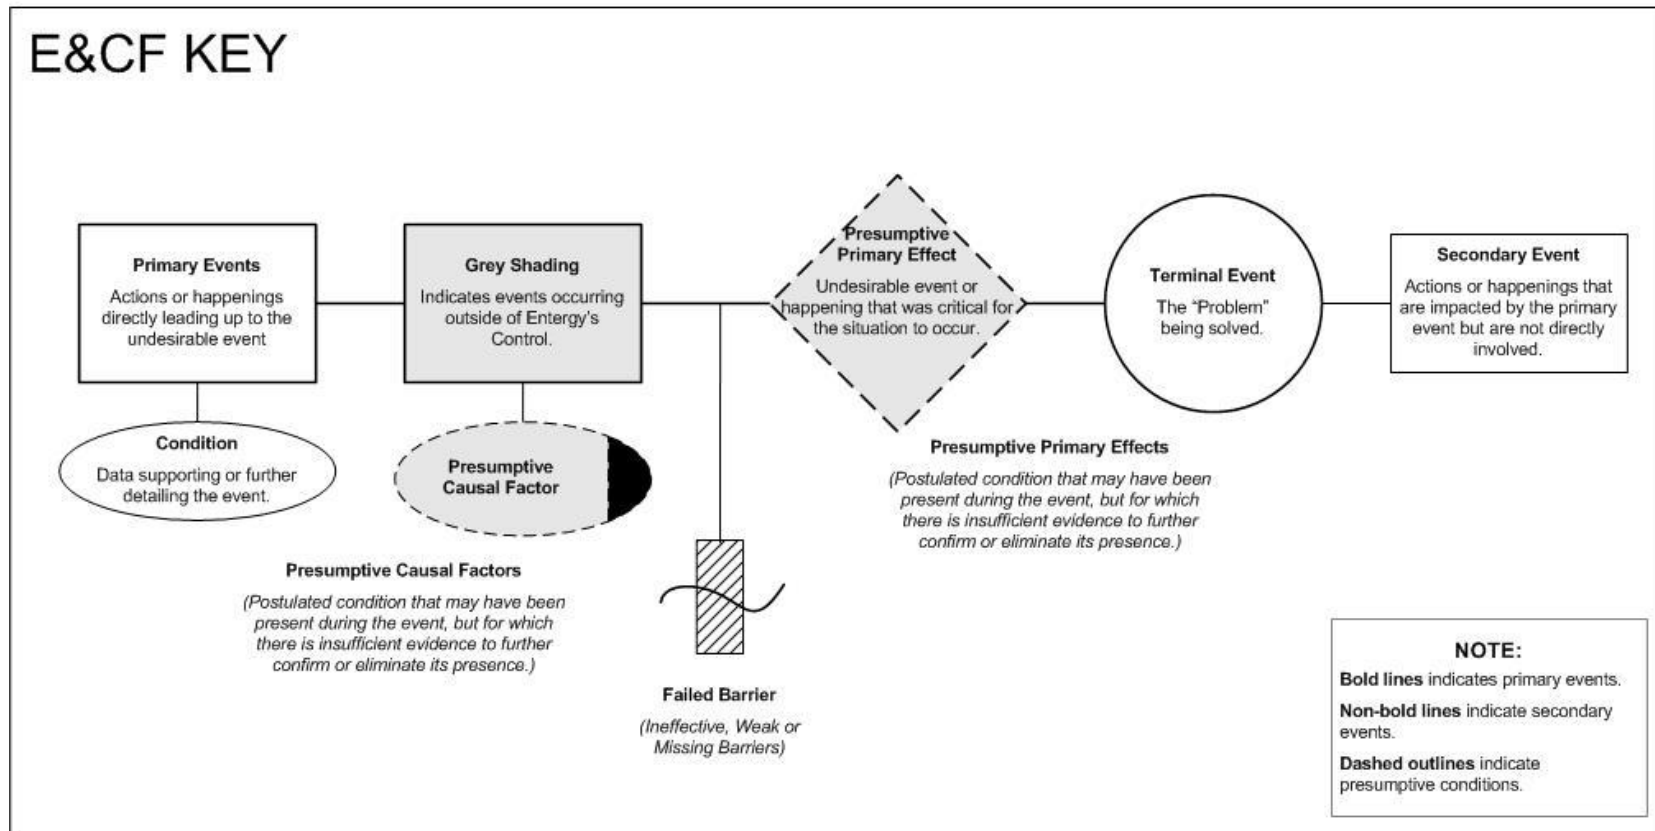 E&CF KEY
Primary Events
Actions or happenings
directly leading up to the
undesirable event
Condition
Data supporting or further
detailing the event.
Grey Shading
Indicates events occurring
outside of Entergy's
Control.
Presumptive
Causal Factor
Presumptive Causal Factors
(Postulated condition that may have been
present during the event, but for which
there is insufficient evidence to further
confirm or eliminate its presence.)
Failed Barrier
(Ineffective, Weak or
Missing Barriers)
Presumptive
Primary Effect
Undesirable event or
happening that was critical for
the situation to occur.
Presumptive Primary Effects
(Postulated condition that may have been
present during the event, but for which
there is insufficient evidence to further
confirm or eliminate its presence.)
Terminal Event
The “Problem”
being solved.
Secondary Event
Actions or happenings that
are impacted by the primary
event but are not directly
involved.
NOTE:
Bold lines indicates primary events.
Non-bold lines indicate secondary
events.
Dashed outlines indicate
presumptive conditions.